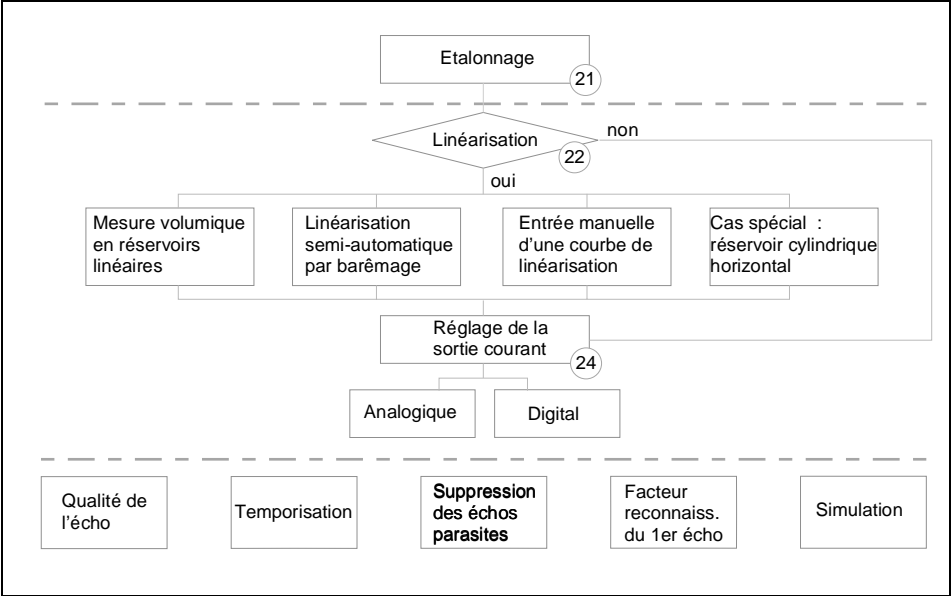 Etalonnage
21
Linéarisation
22
non
oui
Mesure volumique
en réservoirs
linéaires
Linéarisation
semi-automatique
par barêmage
Entrée manuelle
d'une courbe de
linéarisation
Cas spécial :
réservoir cylindrique
horizontal
Réglage de la
sortie courant
24
Analogique
Digital
Qualité de
l'écho
Temporisation
Suppression
des échos
parasites
Facteur
reconnaiss.
du 1er écho
Simulation